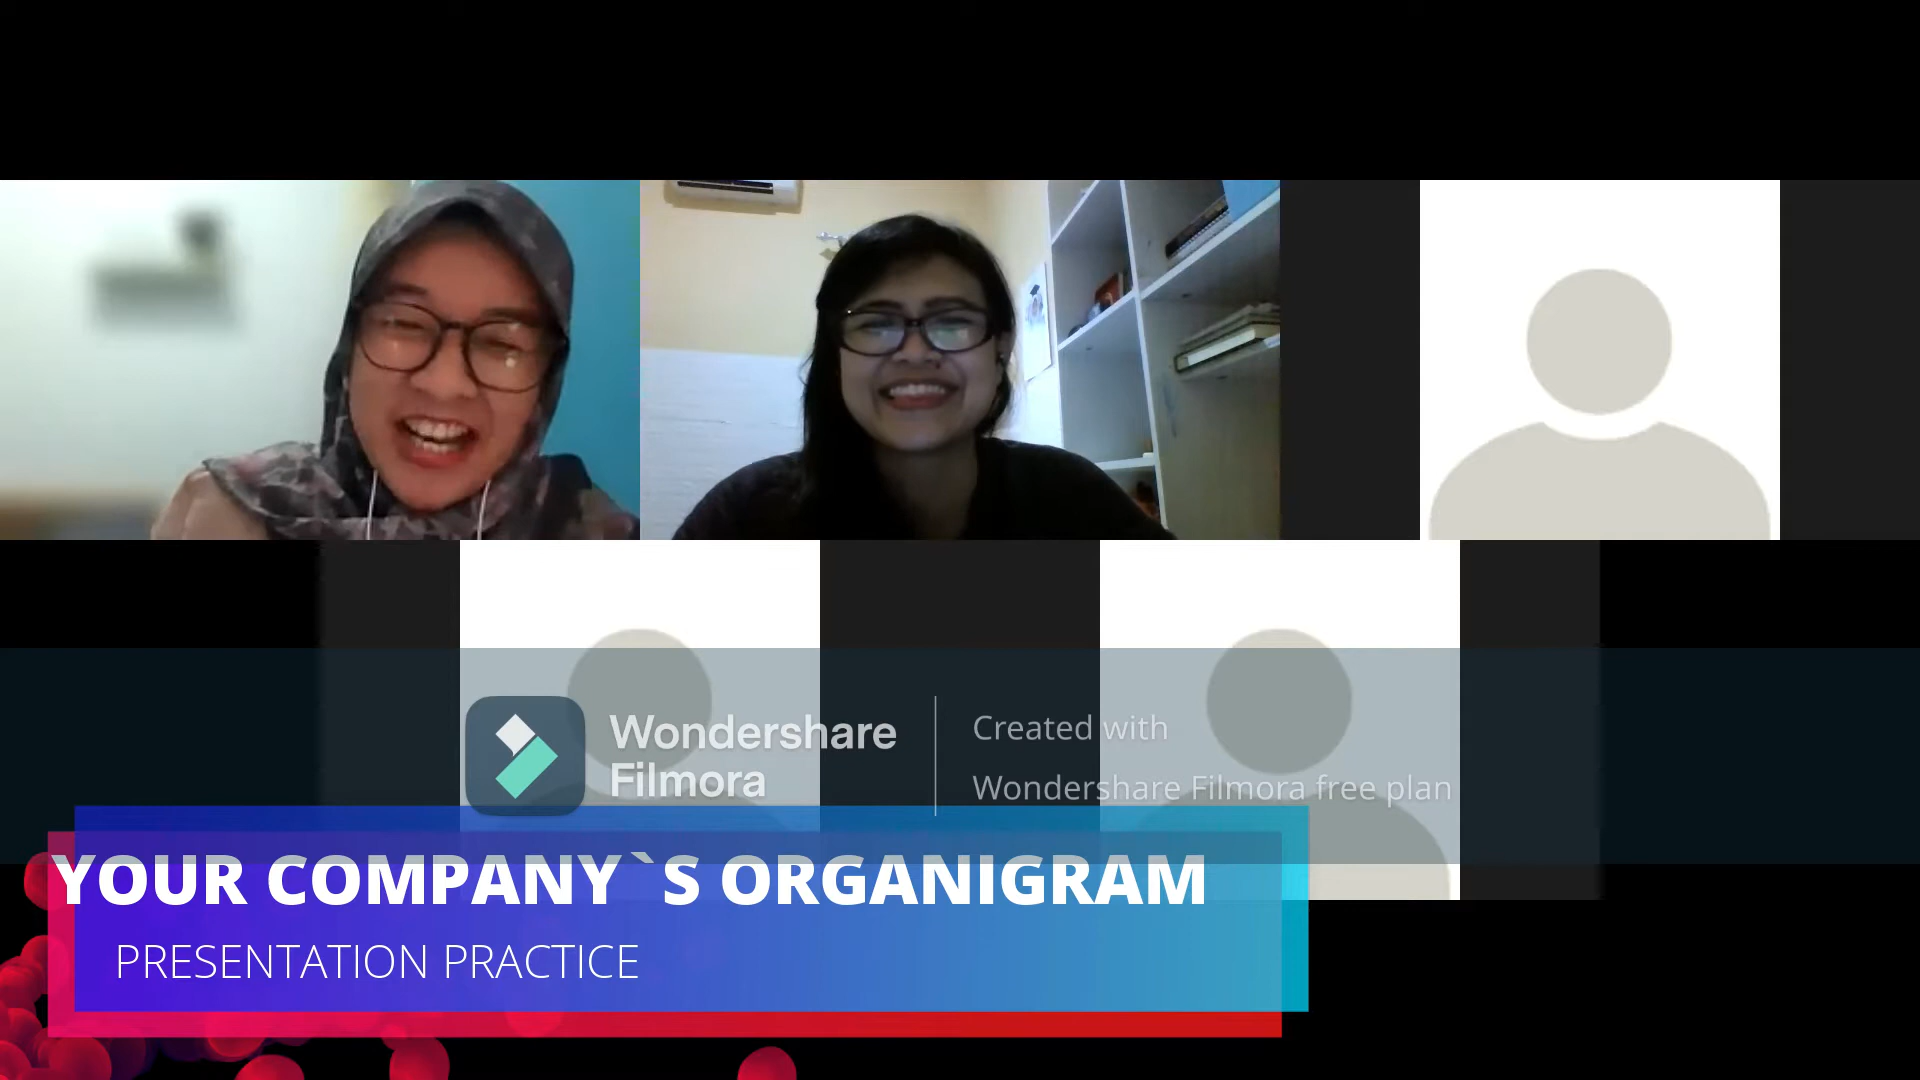 Wondershare
Filmora
Created with
Wondershare Filmora free plan
YOUR COMPANY`S ORGANIGRAM
PRESENTATION PRACTICE